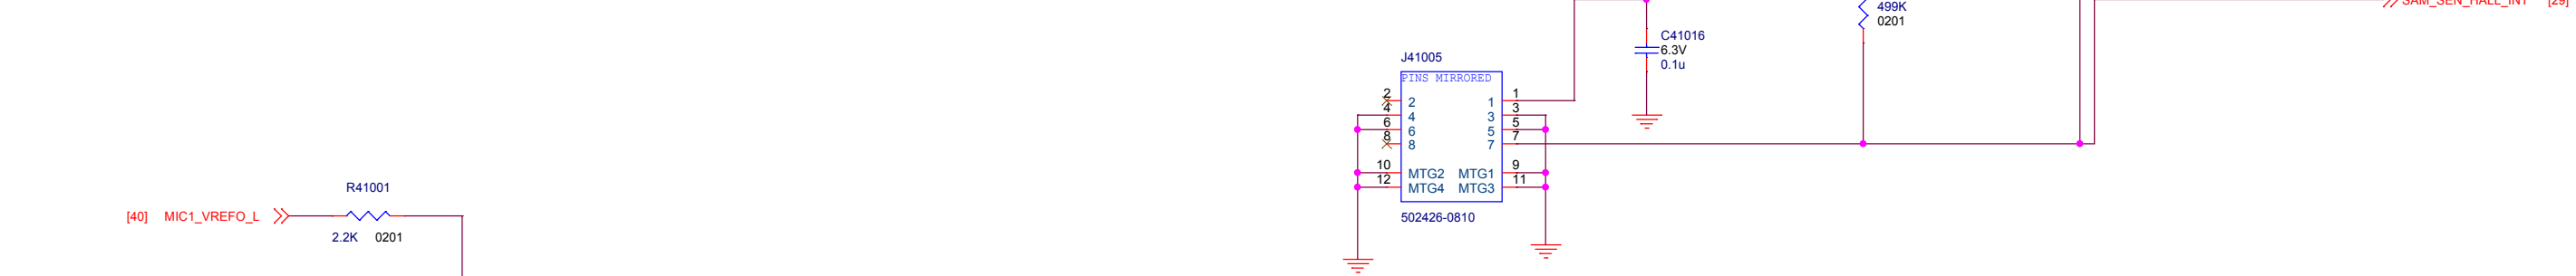 499K
SAM_SEN_HALL_INT [29]
0201
C41016
6.3V
0.1u
J41005
PINS MIRRORED
2 2 1 1
4 4 3 3
6 6 5 5
8 8 7 7
10 MTG2 MTG1 9
12 MTG4 MTG3 11
502426-0810
R41001
[40] MIC1_VREFO_L
2.2K 0201